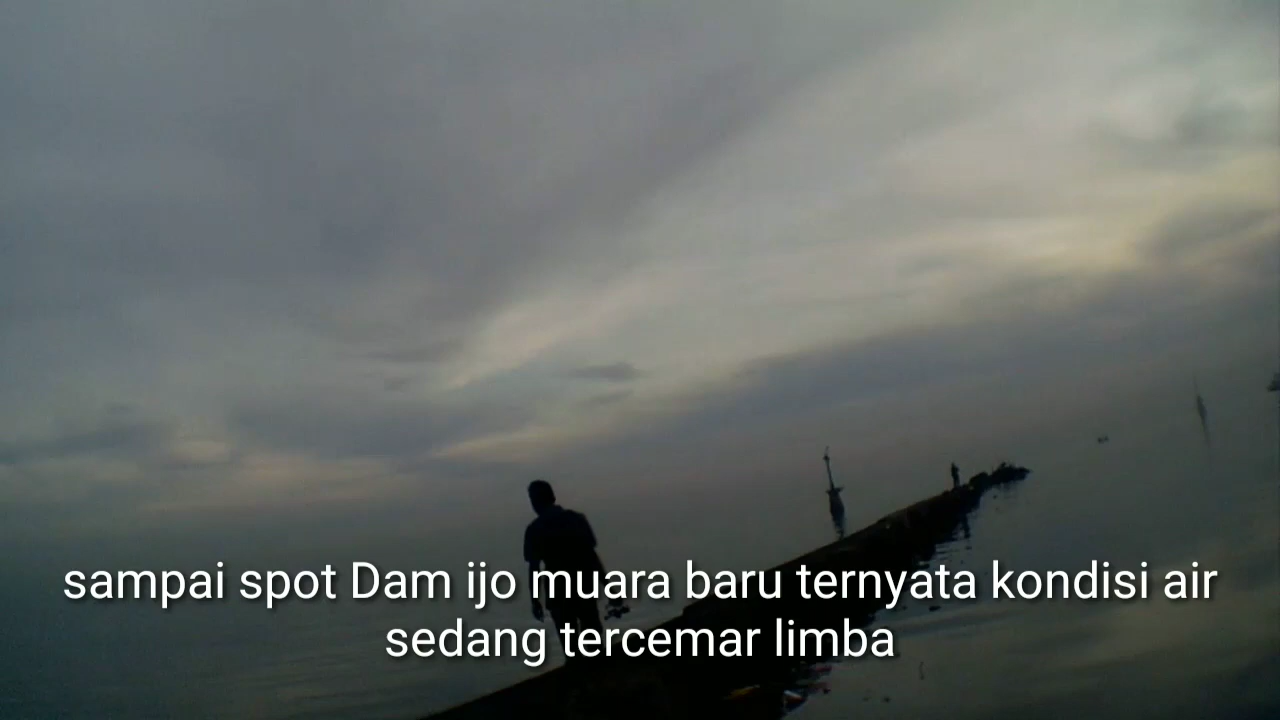 sampai spot Dam ijo muara baru ternyata kondisi air
sedang tercemar limba